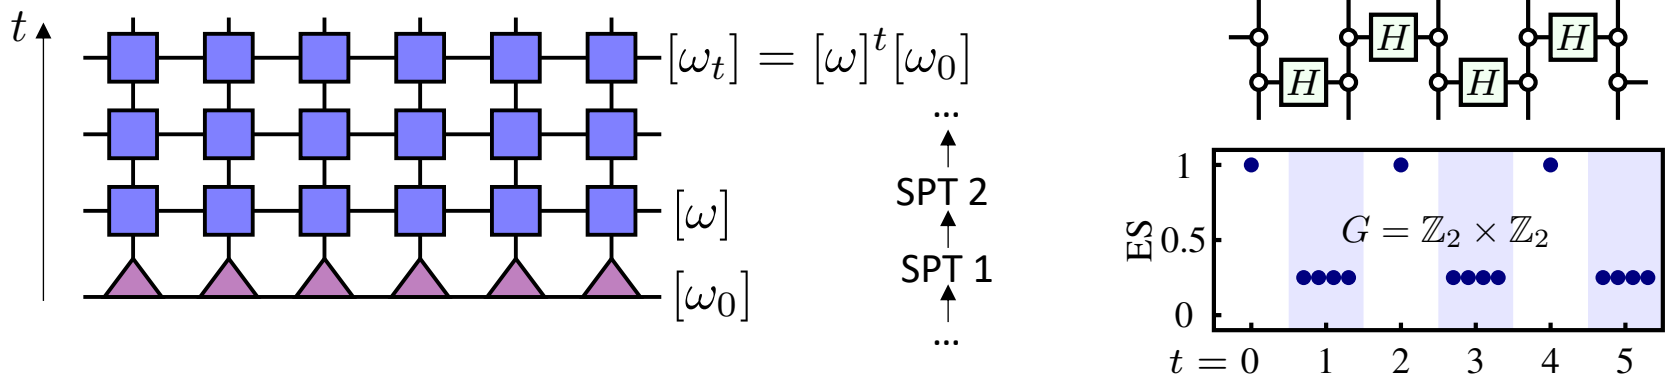 t
[ω_t] = [ω]^t[ω_0]
...
SPT 2
[ω]
SPT 1
[ω_0]
...
H H
H H
1
0.5
0
ES
G = ℤ_2 × ℤ_2
t = 0 1 2 3 4 5